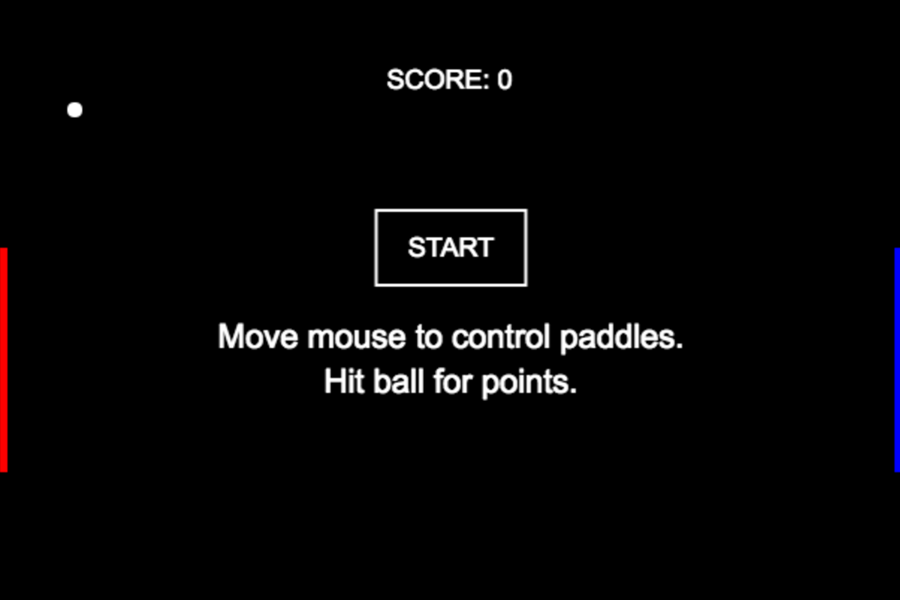 SCORE: 0
START
Move mouse to control paddles.
Hit ball for points.